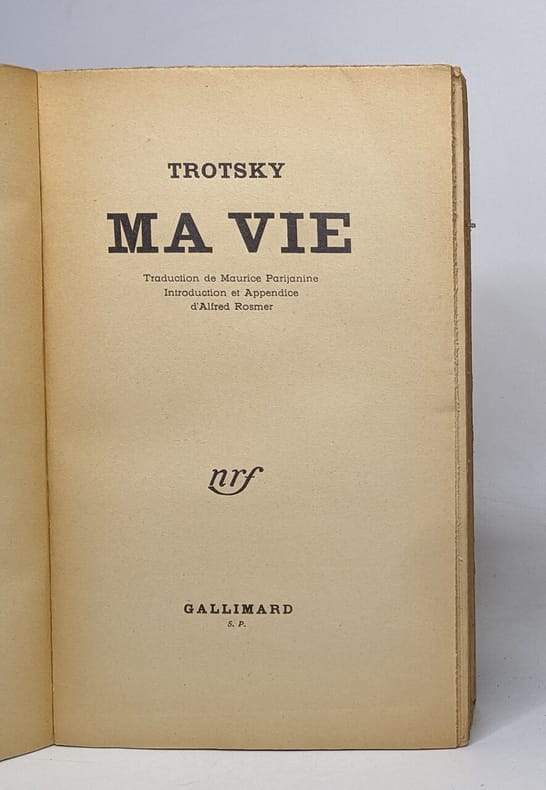 TROTSKY
MA VIE
Traduction de Maurice Parijanine
Introduction et Appendice
d'Alfred Rosmer
nrf
GALLIMARD
S. P.